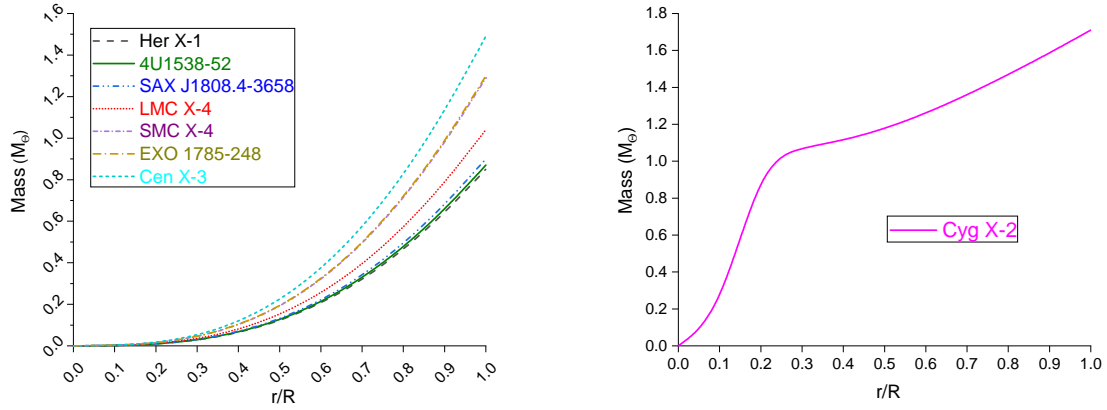 Mass (M⊙)
1.6
1.4
1.2
1.0
0.8
0.6
0.4
0.2
0.0
Her X-1
4U1538-52
SAX J1808.4-3658
LMC X-4
SMC X-4
EXO 1785-248
Cen X-3
0.0 0.1 0.2 0.3 0.4 0.5 0.6 0.7 0.8 0.9 1.0
r/R
Mass (M⊙)
1.8
1.6
1.4
1.2
1.0
0.8
0.6
0.4
0.2
0.0
Cyg X-2
0.0 0.1 0.2 0.3 0.4 0.5 0.6 0.7 0.8 0.9 1.0
r/R